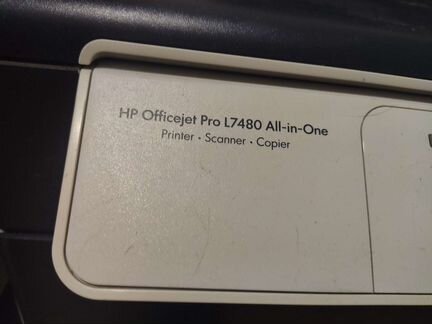 HP Officejet Pro L7480 All-in-One
Printer • Scanner • Copier